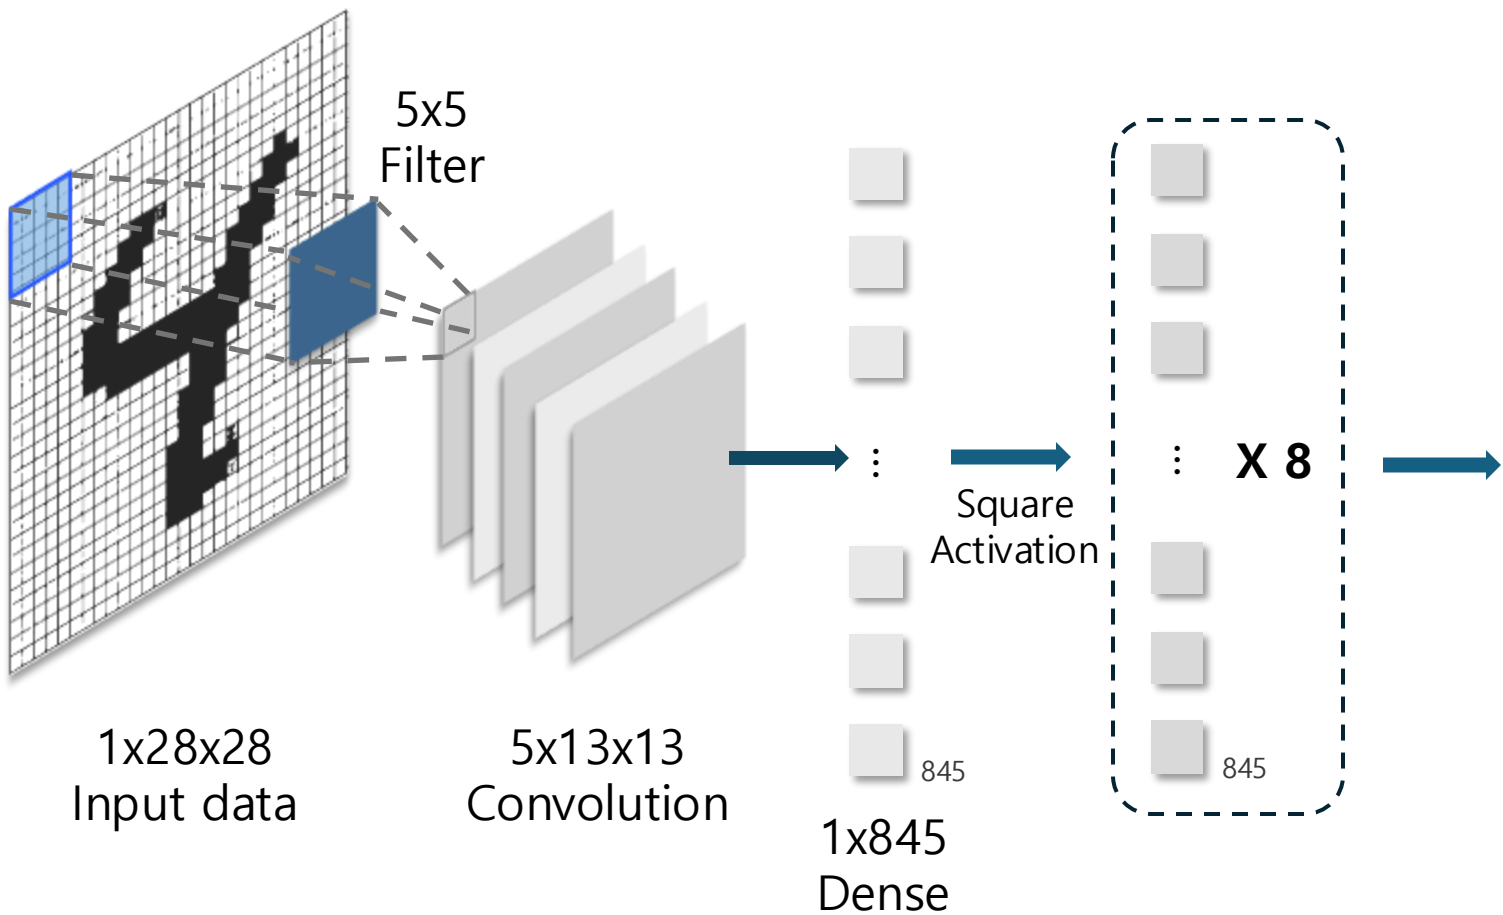 5x5
Filter
1x28x28
Input data
5x13x13
Convolution
845
1x845
Dense
Square
Activation
X 8
845